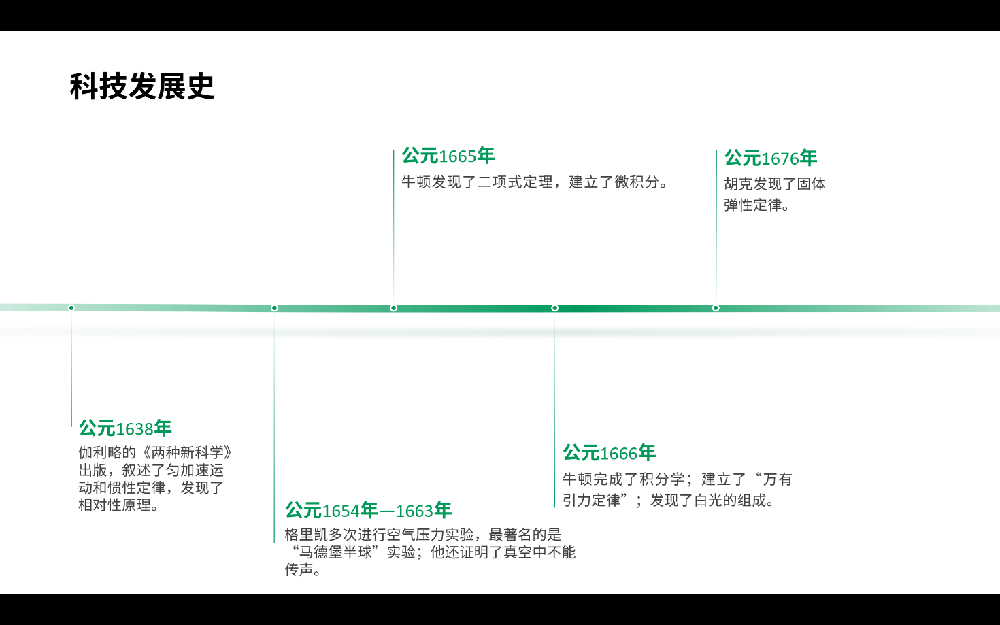 科技发展史
公元1665年
牛顿发现了二项式定理，建立了微积分。
公元1676年
胡克发现了固体
弹性定律。
公元1638年
伽利略的《两种新科学》
出版，叙述了匀加速运
动和惯性定律，发现了
相对性原理。
公元1654年—1663年
格里凯多次进行空气压力实验，最著名的是
“马德堡半球”实验；他还证明了真空中不能
传声。
公元1666年
牛顿完成了积分学；建立了“万有
引力定律”；发现了白光的组成。